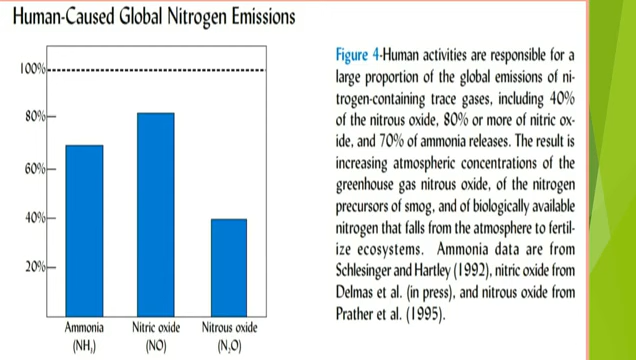 Human-Caused Global Nitrogen Emissions
100%
80%
60%
40%
20%
Ammonia
(NH₃)
Nitric oxide
(NO)
Nitrous oxide
(N₂O)
Figure 4-Human activities are responsible for a
large proportion of the global emissions of ni-
trogen-containing trace gases, including 40%
of the nitrous oxide, 80% or more of nitric ox-
ide, and 70% of ammonia releases. The result is
increasing atmospheric concentrations of the
greenhouse gas nitrous oxide, of the nitrogen
precursors of smog, and of biologically available
nitrogen that falls from the atmosphere to fertil-
ize ecosystems. Ammonia data are from
Schlesinger and Hartley (1992), nitric oxide from
Delmas et al. (in press), and nitrous oxide from
Prather et al. (1995).